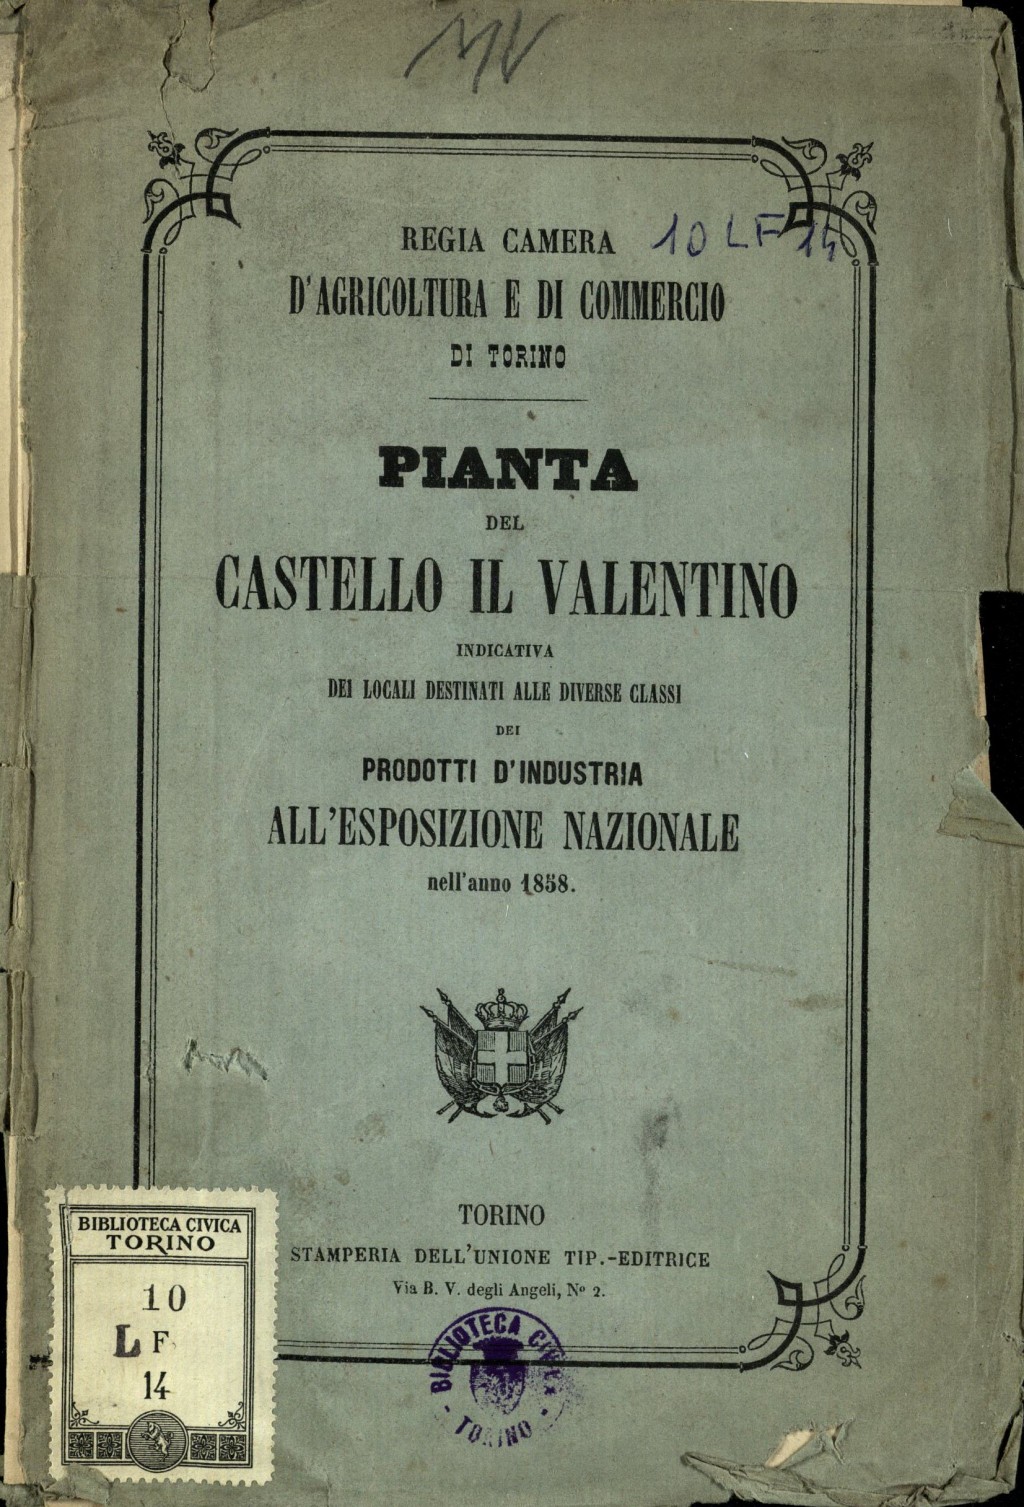 10 LF 14
REGIA CAMERA
D'AGRICOLTURA E DI COMMERCIO
DI TORINO
PIANTA
DEL
CASTELLO IL VALENTINO
INDICATIVA
DEI LOCALI DESTINATI ALLE DIVERSE CLASSI
DEI
PRODOTTI D'INDUSTRIA
ALL'ESPOSIZIONE NAZIONALE
nell'anno 1858.
TORINO
STAMPERIA DELL'UNIONE TIP.-EDITRICE
Via B. V. degli Angeli, Nº 2.
BIBLIOTECA CIVICA
TORINO
10
L F
14
BIBLIOTECA CIVICA
- TORINO -